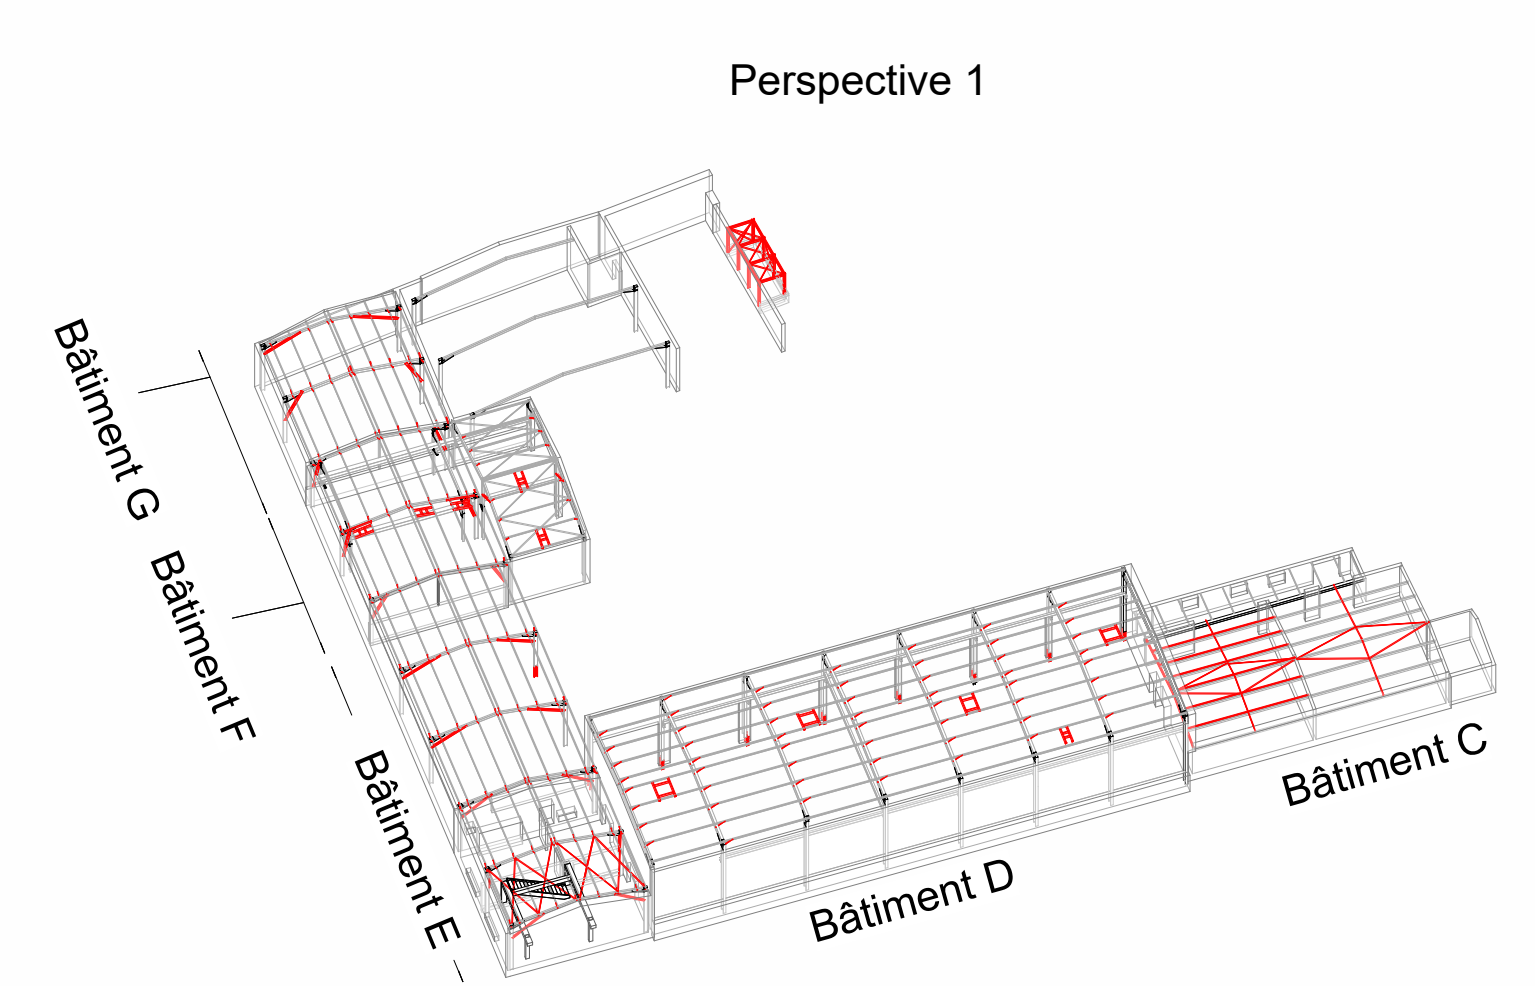 Perspective 1
Bâtiment G
Bâtiment F
Bâtiment E
Bâtiment D
Bâtiment C